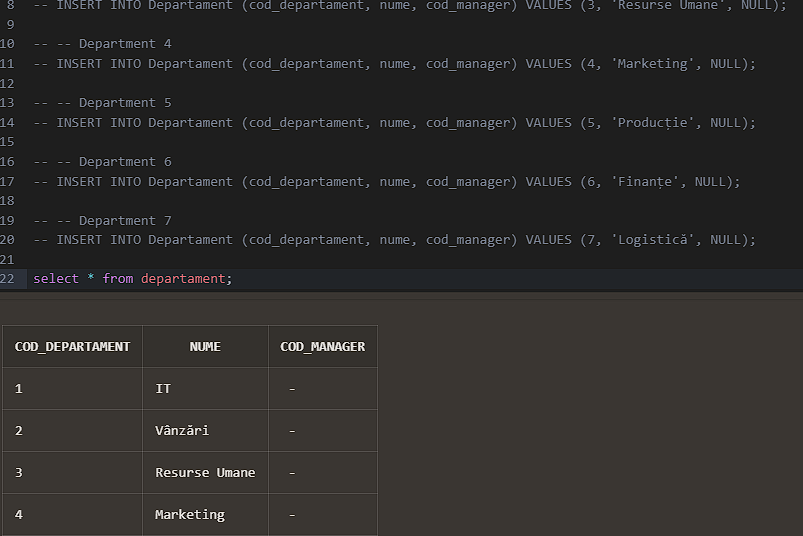 8 -- INSERT INTO Departament (cod_departament, nume, cod_manager) VALUES (3, 'Resurse Umane', NULL);
9
10 -- -- Department 4
11 -- INSERT INTO Departament (cod_departament, nume, cod_manager) VALUES (4, 'Marketing', NULL);
12
13 -- -- Department 5
14 -- INSERT INTO Departament (cod_departament, nume, cod_manager) VALUES (5, 'Producție', NULL);
15
16 -- -- Department 6
17 -- INSERT INTO Departament (cod_departament, nume, cod_manager) VALUES (6, 'Finanțe', NULL);
18
19 -- -- Department 7
20 -- INSERT INTO Departament (cod_departament, nume, cod_manager) VALUES (7, 'Logistică', NULL);
21
22 select * from departament;
COD_DEPARTAMENT NUME COD_MANAGER
1 IT -
2 Vânzări -
3 Resurse Umane -
4 Marketing -